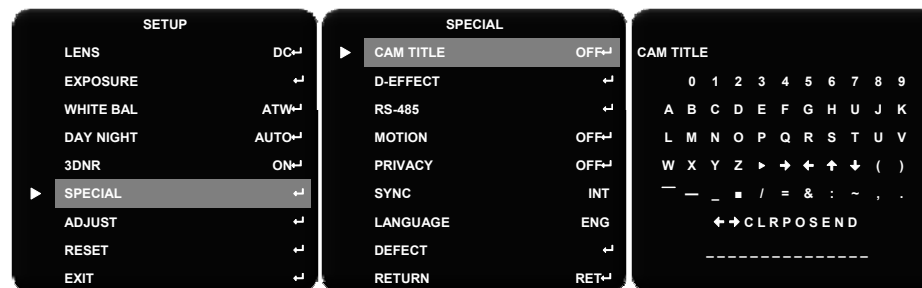 SETUP
LENS DC↵
EXPOSURE ↵
WHITE BAL ATW↵
DAY NIGHT AUTO↵
3DNR ON↵
▶ SPECIAL ↵
ADJUST ↵
RESET ↵
EXIT ↵
SPECIAL
▶ CAM TITLE OFF↵
D-EFFECT ↵
RS-485 ↵
MOTION OFF↵
PRIVACY OFF↵
SYNC INT
LANGUAGE ENG
DEFECT ↵
RETURN RET↵
CAM TITLE
0 1 2 3 4 5 6 7 8 9
A B C D E F G H U J K
L M N O P Q R S T U V
W X Y Z ▶ → ← ↑ ↓ ( )
¯ — _ ■ / = & : ~ , .
←→ C L R P O S E N D
_ _ _ _ _ _ _ _ _ _ _ _ _ _ _